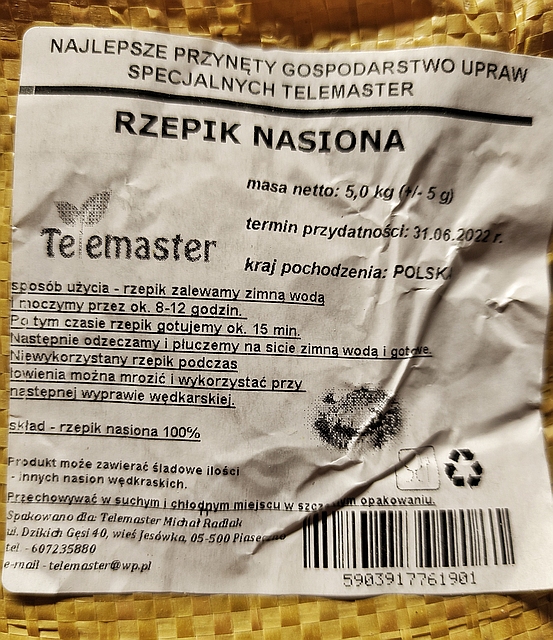 NAJLEPSZE PRZYNĘTY GOSPODARSTWO UPRAW
SPECJALNYCH TELEMASTER
RZEPIK NASIONA
masa netto: 5,0 kg (+/- 5 g)
Telemaster
termin przydatności: 31.06.2022 r.
kraj pochodzenia: POLSK
sposób użycia - rzepik zalewamy zimną wodą
i moczymy przez ok. 8-12 godzin.
Po tym czasie rzepik gotujemy ok. 15 min.
Następnie odzeczamy i płuczemy na sicie zimną wodą i gotowe.
Niewykorzystany rzepik podczas
łowienia można mrozić i wykorzystać przy
następnej wyprawie wędkarskiej.
skład - rzepik nasiona 100%
Produkt może zawierać śladowe ilości
- innych nasion wędkraskich.
Przechowywać w suchym i chłodnym miejscu w szczelnym opakowaniu.
Spakowano dla: Telemaster Michał Radlak
ul. Dzikich Gęsi 40, wieś Jesówka, 05-500 Piaseczno
tel - 607235880
e-mail - telemaster@wp.pl
5903917761901